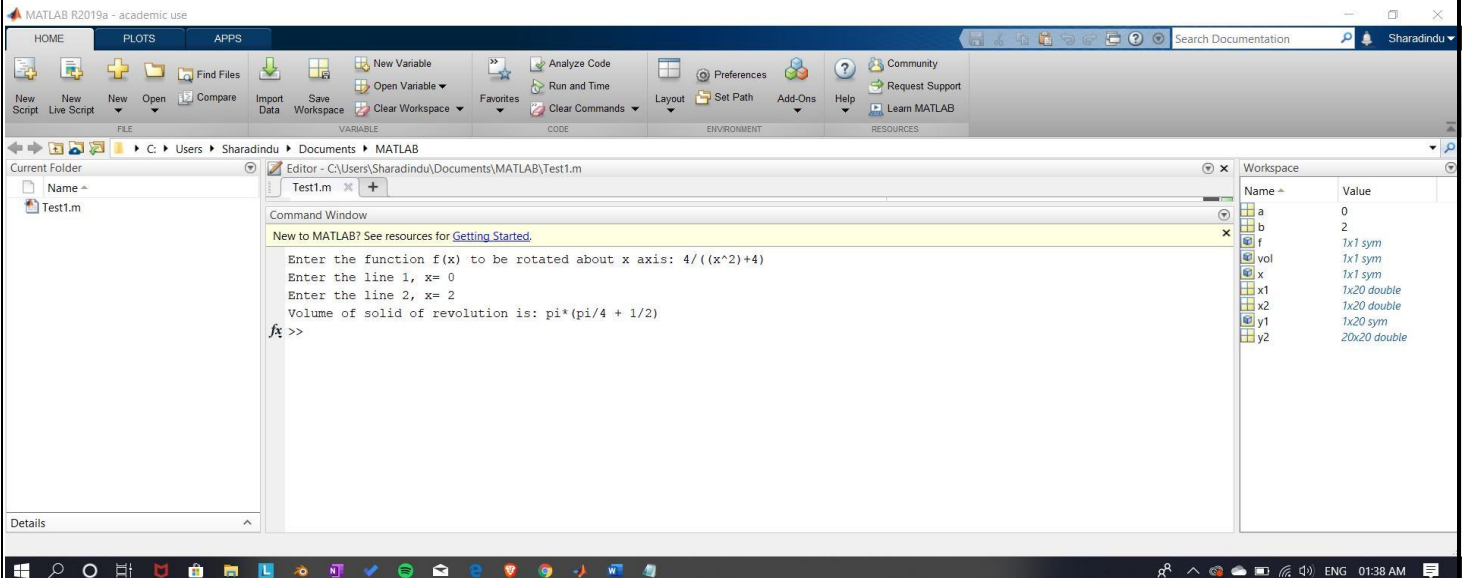 MATLAB R2019a - academic use
HOME PLOTS APPS Search Documentation Sharadindu
New Script New Live Script New Open Find Files Compare Import Data Save Workspace New Variable Open Variable Clear Workspace Favorites Analyze Code Run and Time Clear Commands Layout Preferences Set Path Add-Ons Help Community Request Support Learn MATLAB
FILE VARIABLE CODE ENVIRONMENT RESOURCES
C: Users Sharadindu Documents MATLAB
Current Folder
Name
Test1.m
Details
Editor - C:\Users\Sharadindu\Documents\MATLAB\Test1.m
Test1.m
Command Window
New to MATLAB? See resources for Getting Started.
Enter the function f(x) to be rotated about x axis: 4/((x^2)+4)
Enter the line 1, x= 0
Enter the line 2, x= 2
Volume of solid of revolution is: pi*(pi/4 + 1/2)
fx >>
Workspace
Name Value
a 0
b 2
f 1x1 sym
vol 1x1 sym
x 1x1 sym
x1 1x20 double
x2 1x20 double
y1 1x20 sym
y2 20x20 double
ENG 01:38 AM